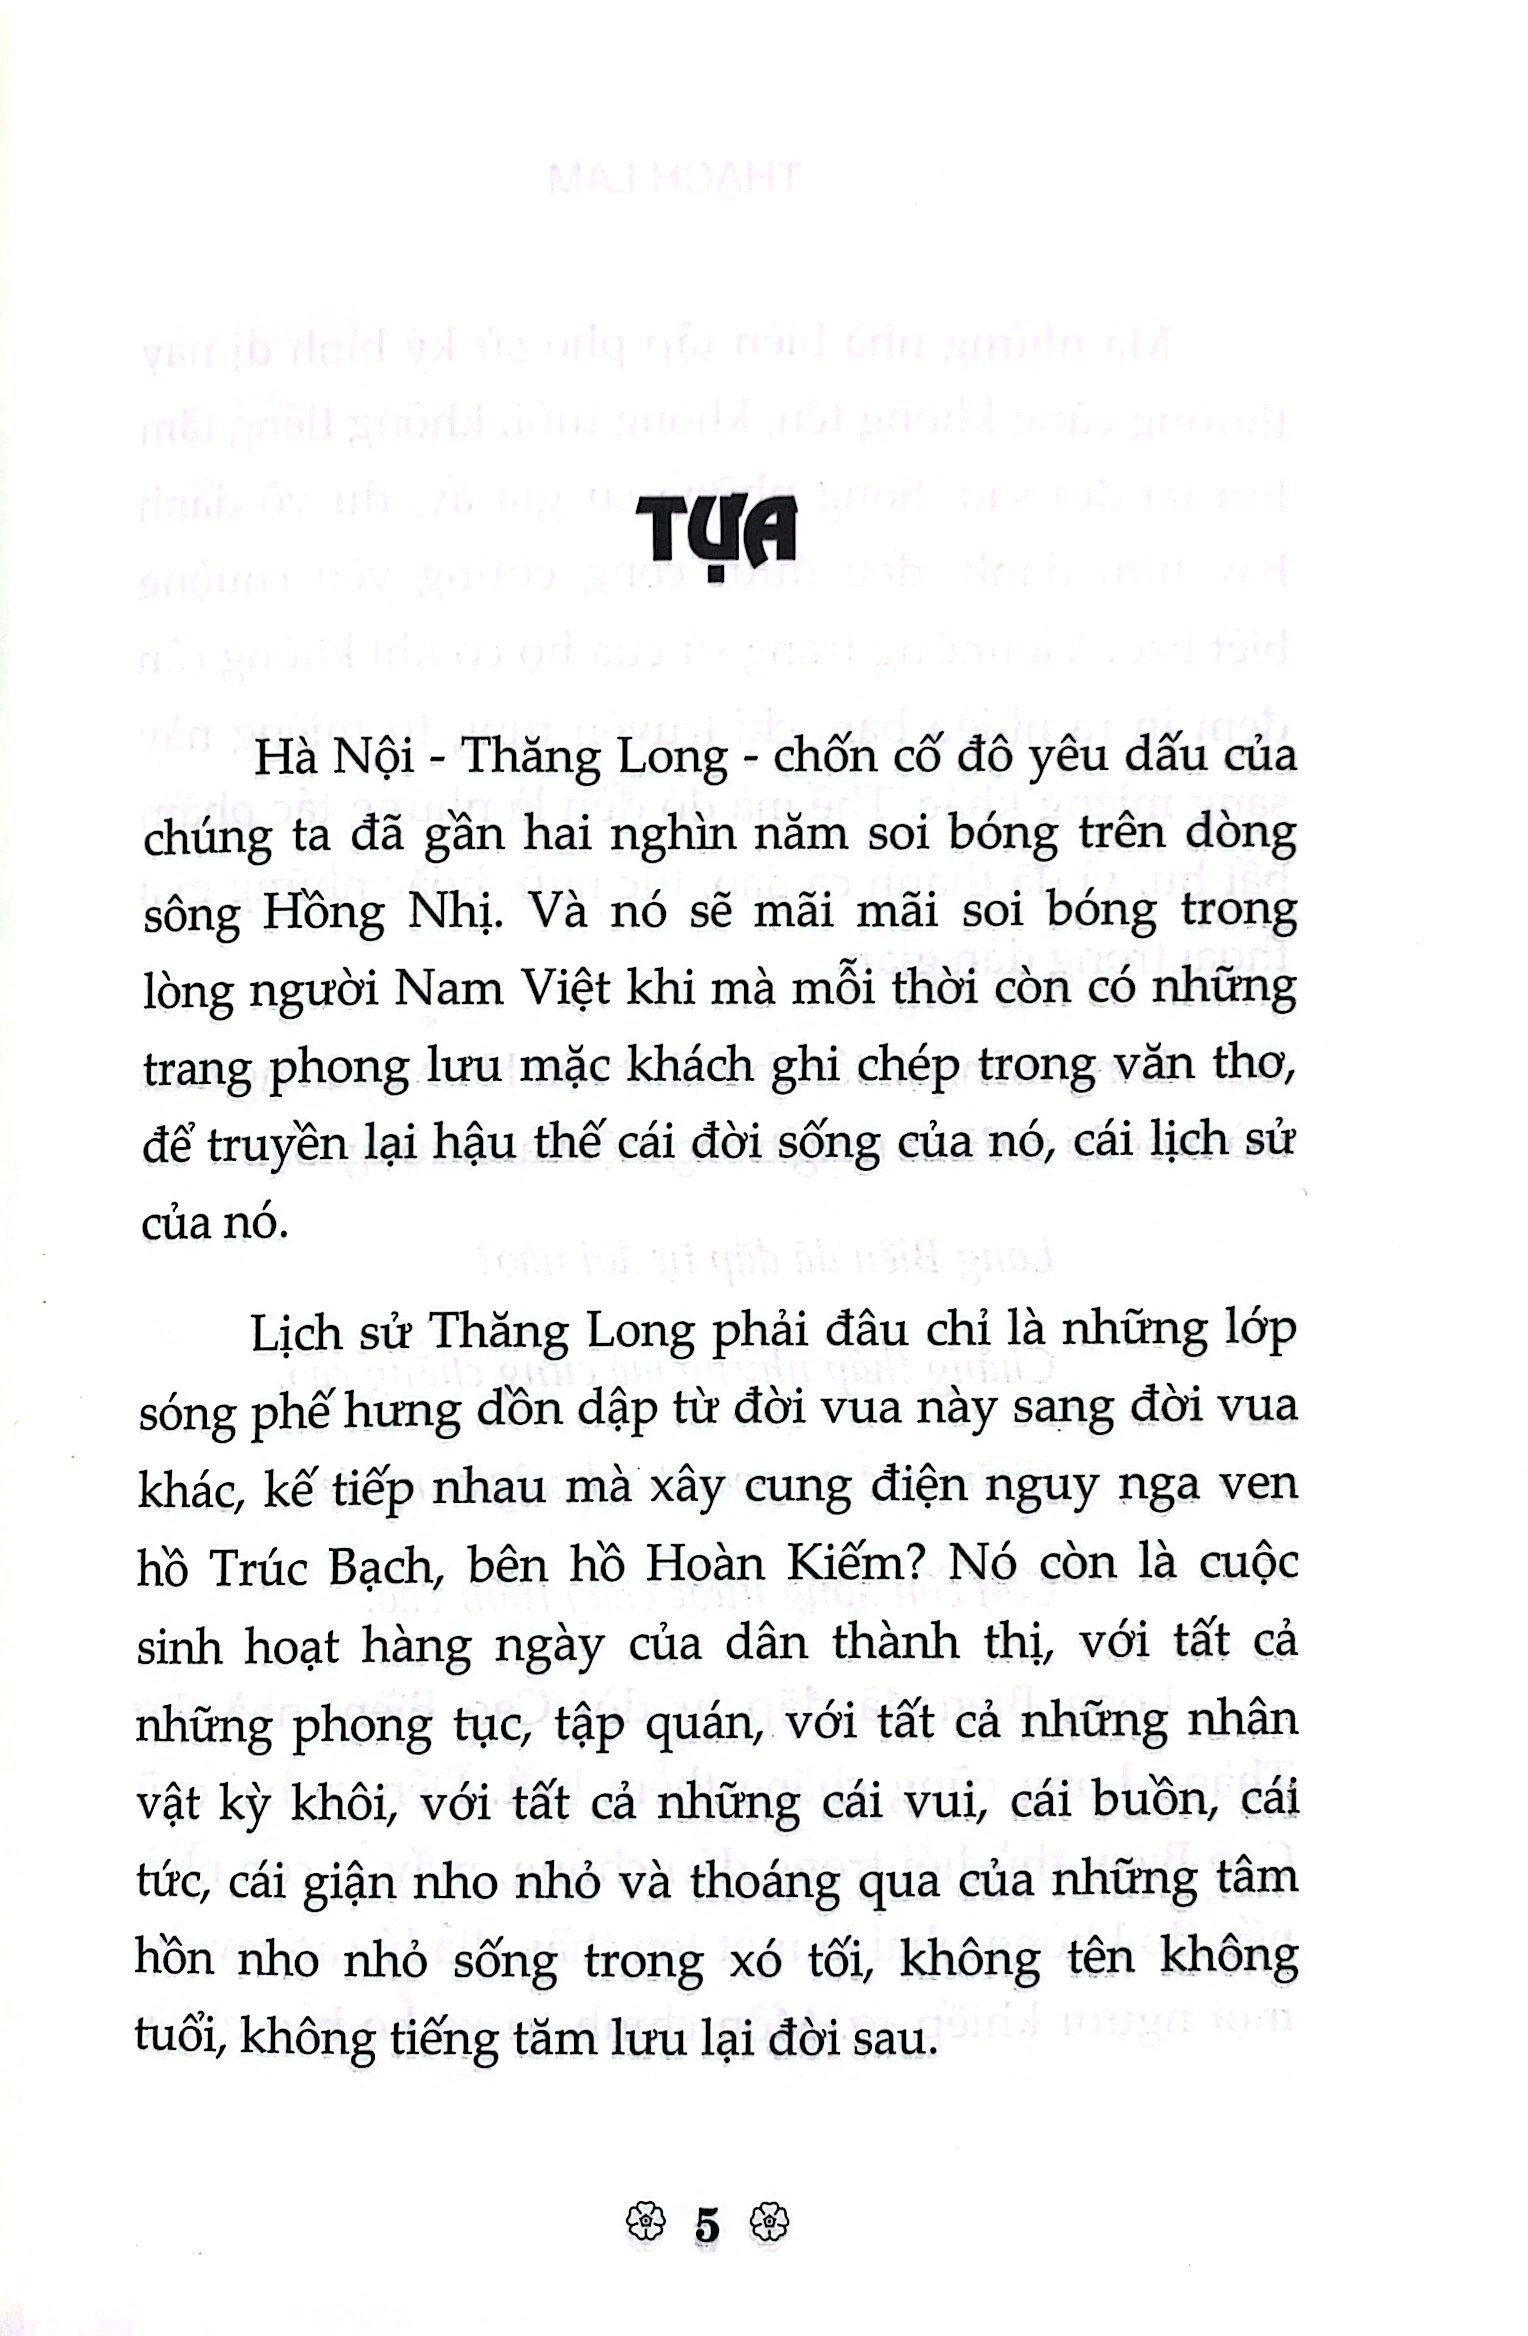 TỰA
Hà Nội - Thăng Long - chốn cố đô yêu dấu của
chúng ta đã gần hai nghìn năm soi bóng trên dòng
sông Hồng Nhị. Và nó sẽ mãi mãi soi bóng trong
lòng người Nam Việt khi mà mỗi thời còn có những
trang phong lưu mặc khách ghi chép trong văn thơ,
để truyền lại hậu thế cái đời sống của nó, cái lịch sử
của nó.
Lịch sử Thăng Long phải đâu chỉ là những lớp
sóng phế hưng dồn dập từ đời vua này sang đời vua
khác, kế tiếp nhau mà xây cung điện nguy nga ven
hồ Trúc Bạch, bên hồ Hoàn Kiếm? Nó còn là cuộc
sinh hoạt hàng ngày của dân thành thị, với tất cả
những phong tục, tập quán, với tất cả những nhân
vật kỳ khôi, với tất cả những cái vui, cái buồn, cái
tức, cái giận nho nhỏ và thoáng qua của những tâm
hồn nho nhỏ sống trong xó tối, không tên không
tuổi, không tiếng tăm lưu lại đời sau.
5